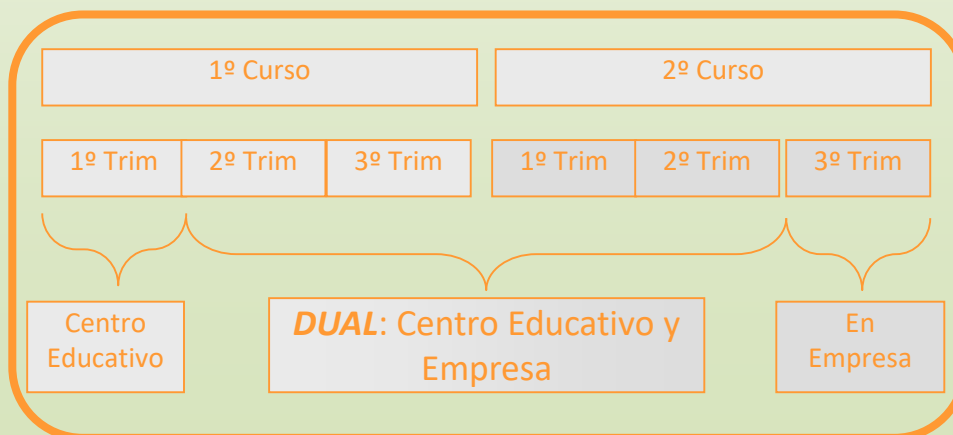 1º Curso
2º Curso
1º Trim
2º Trim
3º Trim
1º Trim
2º Trim
3º Trim
Centro
Educativo
DUAL: Centro Educativo y
Empresa
En
Empresa